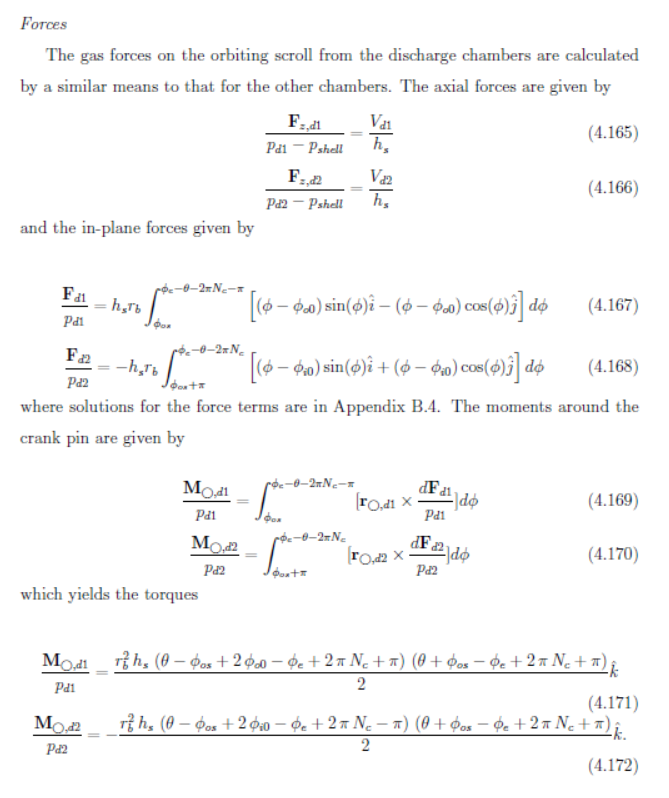 Forces
The gas forces on the orbiting scroll from the discharge chambers are calculated
by a similar means to that for the other chambers. The axial forces are given by
\frac{\mathbf{F}_{z,d1}}{p_{d1} - p_{shell}} = \frac{V_{d1}}{h_s} (4.165)
\frac{\mathbf{F}_{z,d2}}{p_{d2} - p_{shell}} = \frac{V_{d2}}{h_s} (4.166)
and the in-plane forces given by
\frac{\mathbf{F}_{d1}}{p_{d1}} = h_s r_b \int_{\phi_{os}}^{\phi_e-\theta-2\pi N_c-\pi} \left[(\phi - \phi_{o0}) \sin(\phi)\hat{i} - (\phi - \phi_{o0}) \cos(\phi)\hat{j}\right] d\phi (4.167)
\frac{\mathbf{F}_{d2}}{p_{d2}} = -h_s r_b \int_{\phi_{os}+\pi}^{\phi_e-\theta-2\pi N_c} \left[(\phi - \phi_{i0}) \sin(\phi)\hat{i} + (\phi - \phi_{i0}) \cos(\phi)\hat{j}\right] d\phi (4.168)
where solutions for the force terms are in Appendix B.4. The moments around the
crank pin are given by
\frac{\mathbf{M}_{\bigcirc,d1}}{p_{d1}} = \int_{\phi_{os}}^{\phi_e-\theta-2\pi N_c-\pi} [\mathbf{r}_{\bigcirc,d1} \times \frac{d\mathbf{F}_{d1}}{p_{d1}}] d\phi (4.169)
\frac{\mathbf{M}_{\bigcirc,d2}}{p_{d2}} = \int_{\phi_{os}+\pi}^{\phi_e-\theta-2\pi N_c} [\mathbf{r}_{\bigcirc,d2} \times \frac{d\mathbf{F}_{d2}}{p_{d2}}] d\phi (4.170)
which yields the torques
\frac{\mathbf{M}_{\bigcirc,d1}}{p_{d1}} = \frac{r_b^2 h_s (\theta - \phi_{os} + 2\phi_{o0} - \phi_e + 2\pi N_c + \pi) (\theta + \phi_{os} - \phi_e + 2\pi N_c + \pi)}{2} \hat{k}
(4.171)
\frac{\mathbf{M}_{\bigcirc,d2}}{p_{d2}} = -\frac{r_b^2 h_s (\theta - \phi_{os} + 2\phi_{i0} - \phi_e + 2\pi N_c - \pi) (\theta + \phi_{os} - \phi_e + 2\pi N_c + \pi)}{2} \hat{k}.
(4.172)